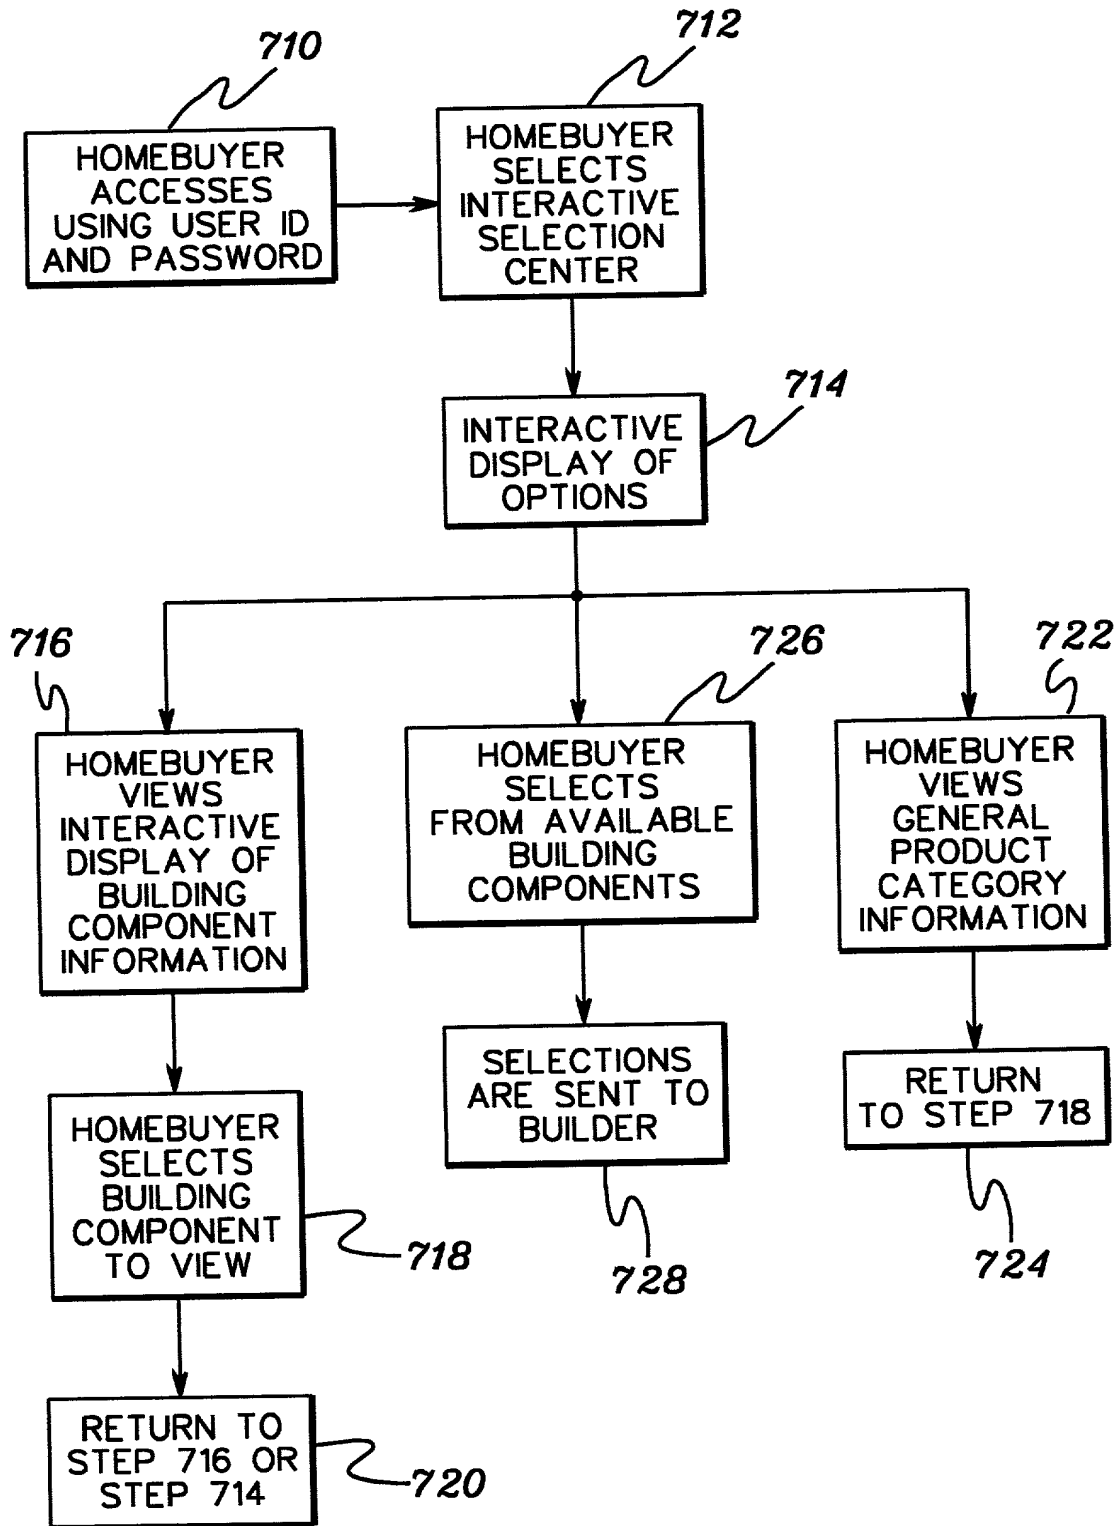 710
HOMEBUYER
ACCESSES
USING USER ID
AND PASSWORD
712
HOMEBUYER
SELECTS
INTERACTIVE
SELECTION
CENTER
714
INTERACTIVE
DISPLAY OF
OPTIONS
716
HOMEBUYER
VIEWS
INTERACTIVE
DISPLAY OF
BUILDING
COMPONENT
INFORMATION
726
HOMEBUYER
SELECTS
FROM AVAILABLE
BUILDING
COMPONENTS
722
HOMEBUYER
VIEWS
GENERAL
PRODUCT
CATEGORY
INFORMATION
HOMEBUYER
SELECTS
BUILDING
COMPONENT
TO VIEW
718
SELECTIONS
ARE SENT TO
BUILDER
728
RETURN
TO STEP 718
724
RETURN TO
STEP 716 OR
STEP 714
720